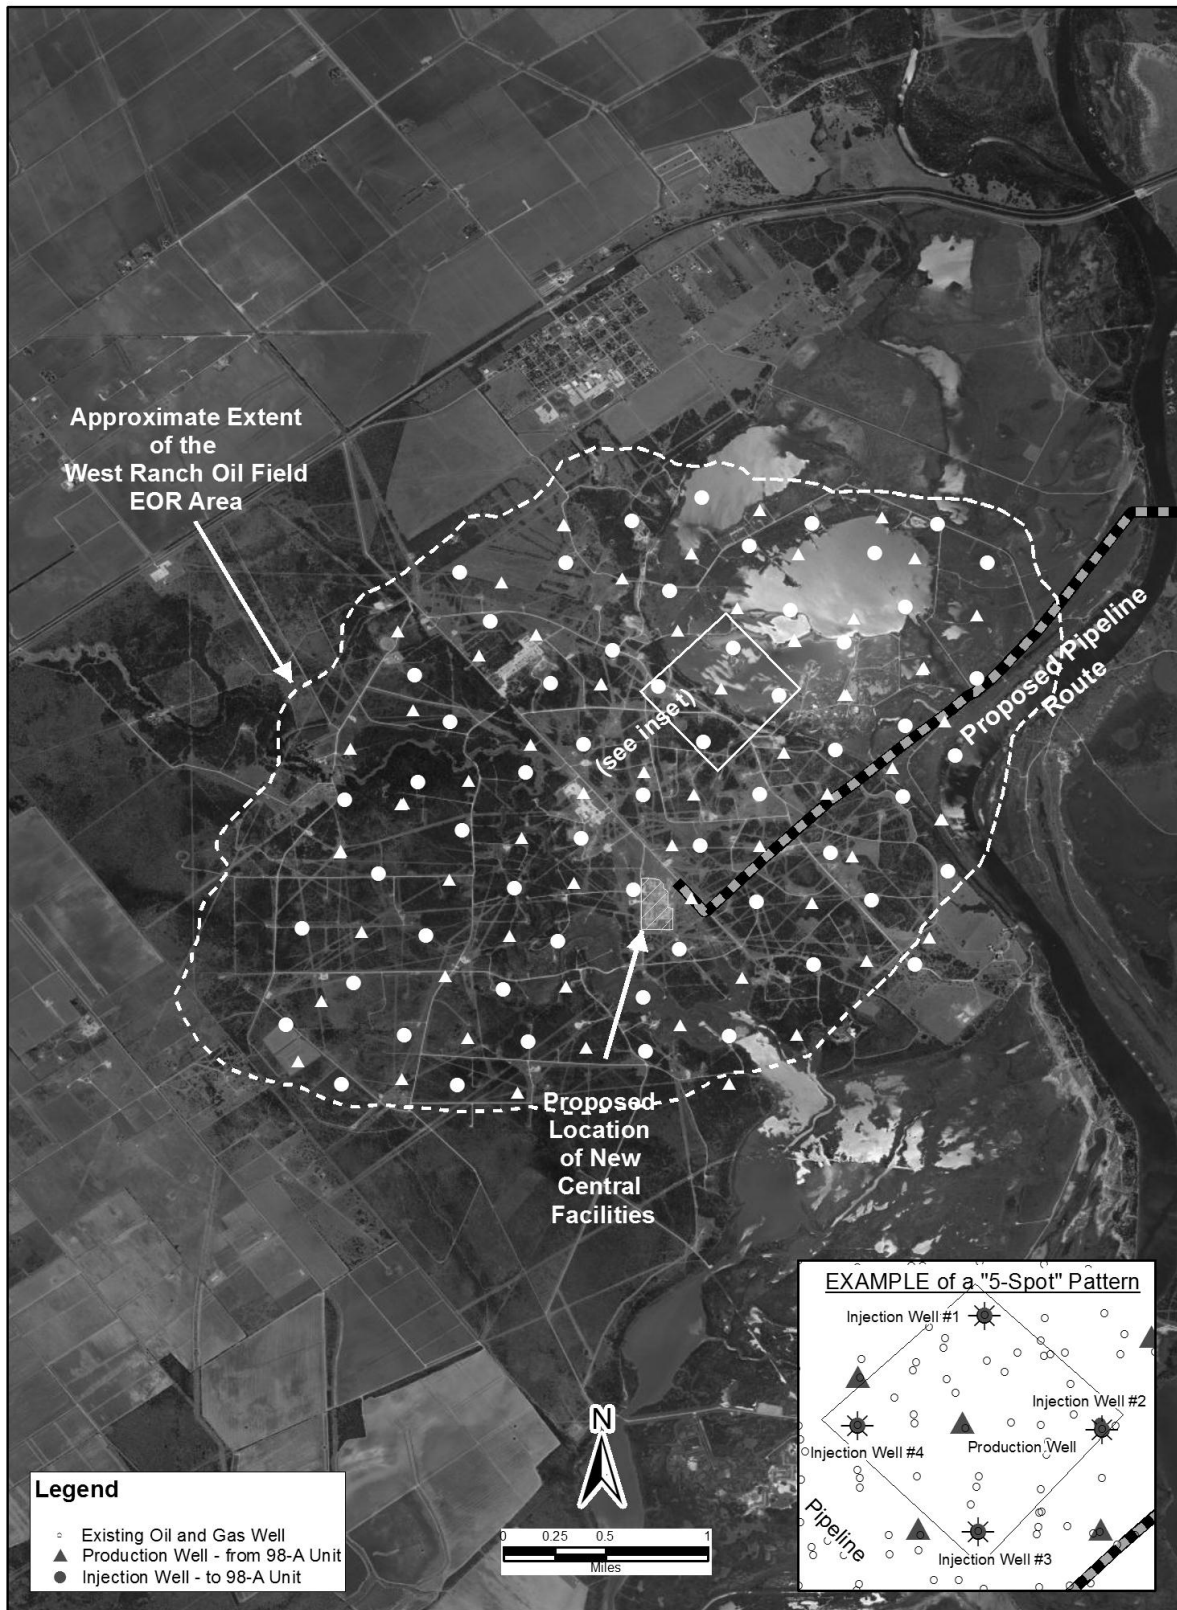 Approximate Extent
of the
West Ranch Oil Field
EOR Area
Proposed Pipeline
Route
(see inset)
Proposed
Location
of New
Central
Facilities
EXAMPLE of a "5-Spot" Pattern
Injection Well #1
Injection Well #2
Injection Well #4
Production Well
Injection Well #3
Pipeline
N
0 0.25 0.5 1
Miles
Legend
Existing Oil and Gas Well
Production Well - from 98-A Unit
Injection Well - to 98-A Unit